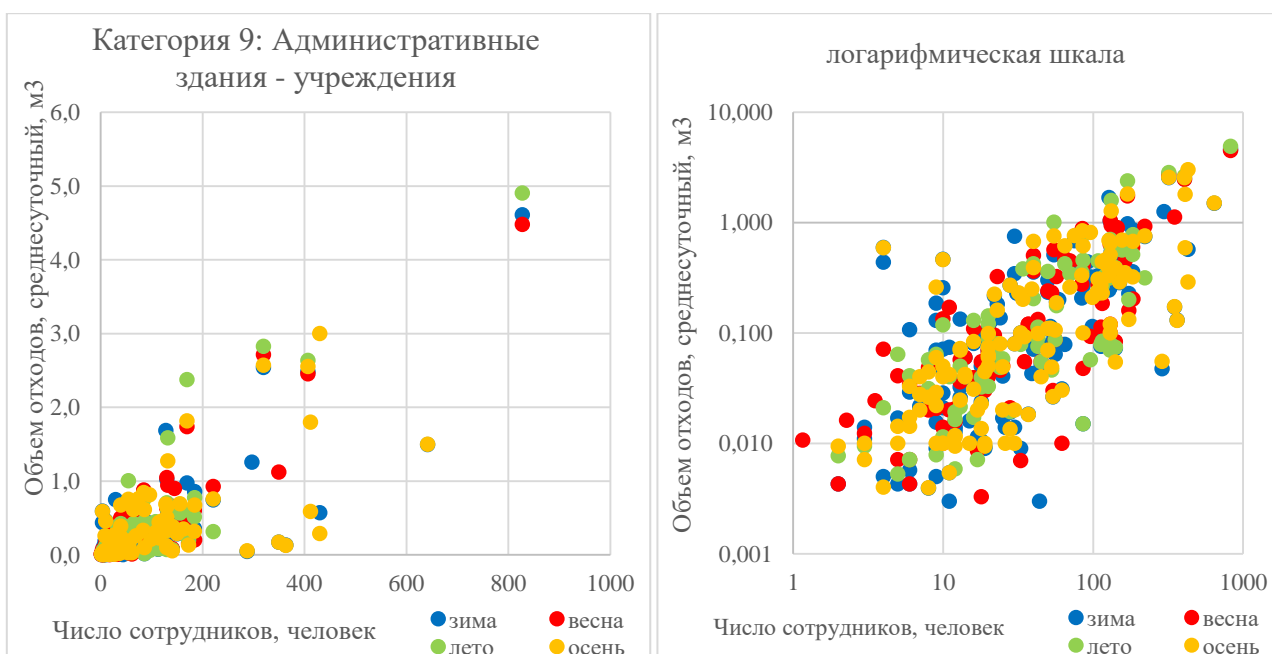 Категория 9: Административные
здания - учреждения
Объем отходов, среднесуточный, м3
6,0
5,0
4,0
3,0
2,0
1,0
0,0
0
200
400
600
800
1000
Число сотрудников, человек
зима
весна
лето
осень
логарифмическая шкала
Объем отходов, среднесуточный, м3
10,000
1,000
0,100
0,010
0,001
1
10
100
1000
Число сотрудников, человек
зима
весна
лето
осень